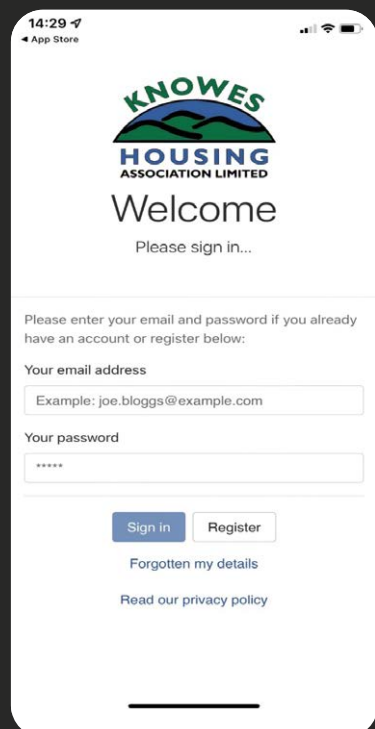 14:29
◀ App Store
KNOWES
HOUSING
ASSOCIATION LIMITED
Welcome
Please sign in...
Please enter your email and password if you already
have an account or register below:
Your email address
Example: joe.bloggs@example.com
Your password
*****
Sign in Register
Forgotten my details
Read our privacy policy